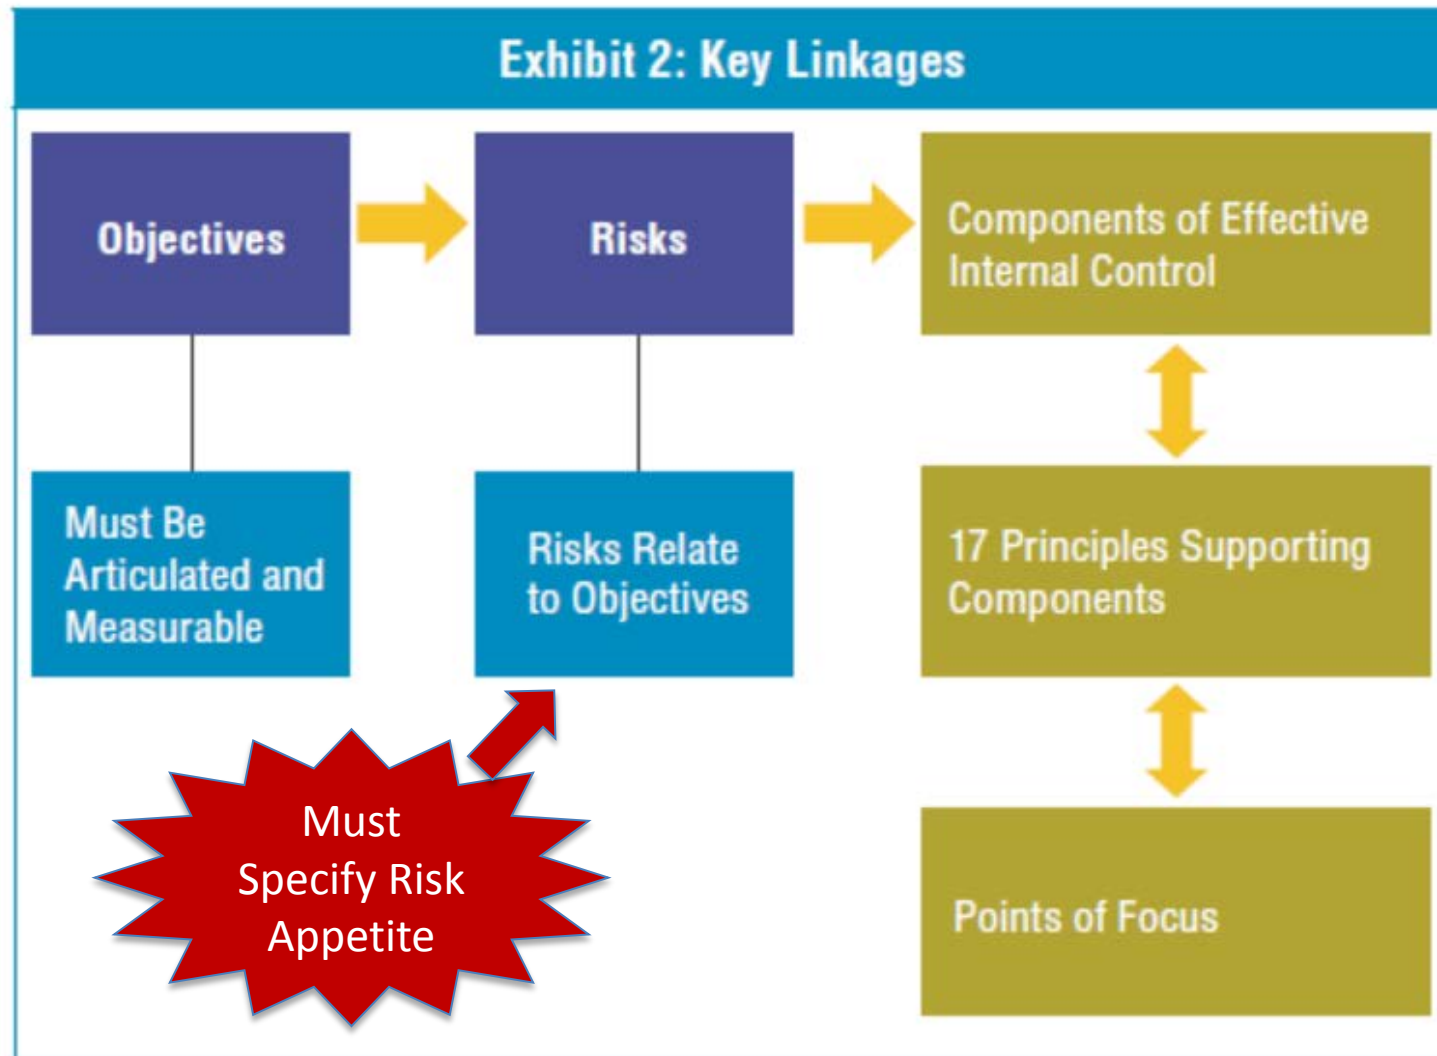 Exhibit 2: Key Linkages
Objectives
Risks
Components of Effective
Internal Control
Must Be
Articulated and
Measurable
Risks Relate
to Objectives
17 Principles Supporting
Components
Must
Specify Risk
Appetite
Points of Focus